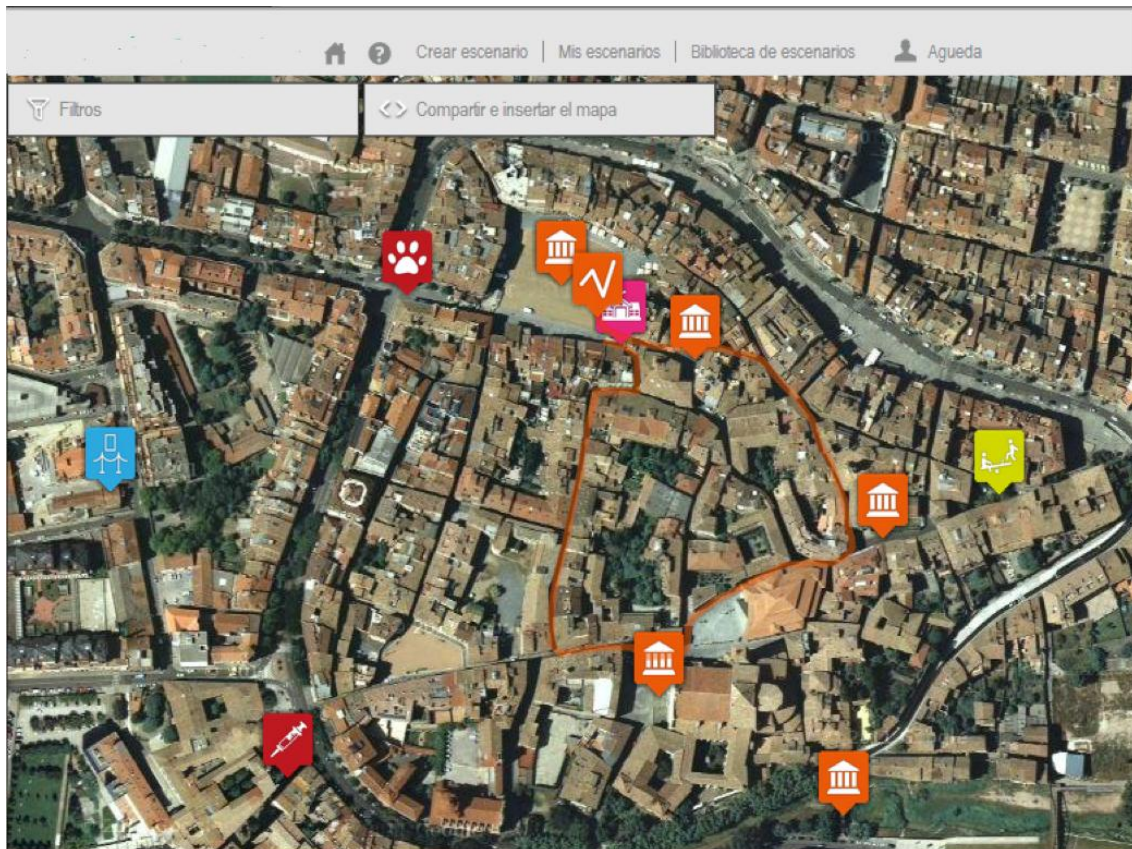 Crear escenario | Mis escenarios | Biblioteca de escenarios Agueda
Filtros
Compartir e insertar el mapa